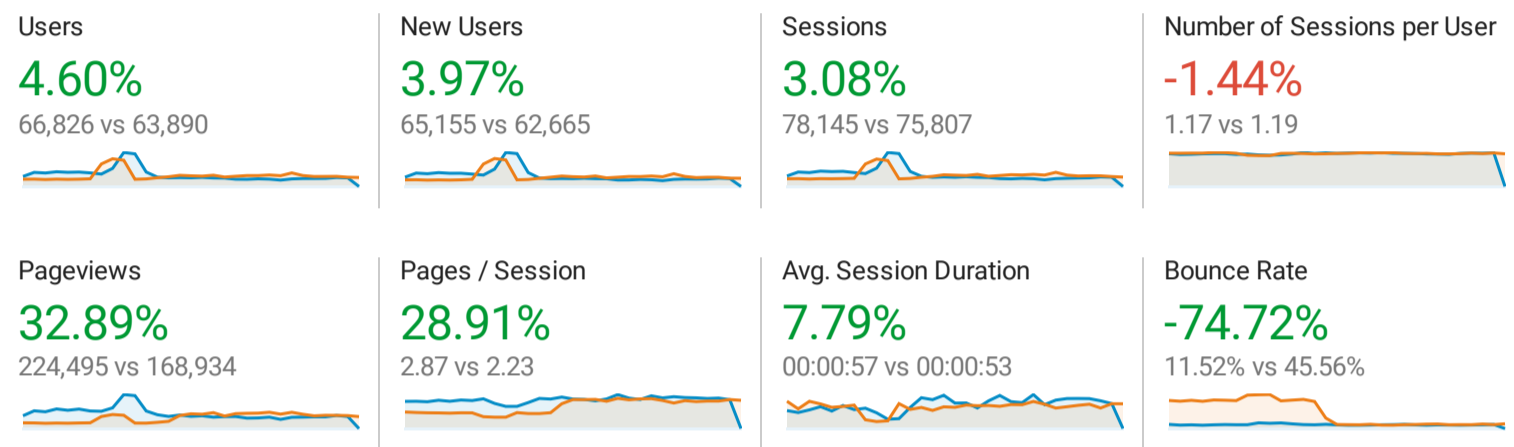 Users
4.60%
66,826 vs 63,890
New Users
3.97%
65,155 vs 62,665
Sessions
3.08%
78,145 vs 75,807
Number of Sessions per User
-1.44%
1.17 vs 1.19
Pageviews
32.89%
224,495 vs 168,934
Pages / Session
28.91%
2.87 vs 2.23
Avg. Session Duration
7.79%
00:00:57 vs 00:00:53
Bounce Rate
-74.72%
11.52% vs 45.56%